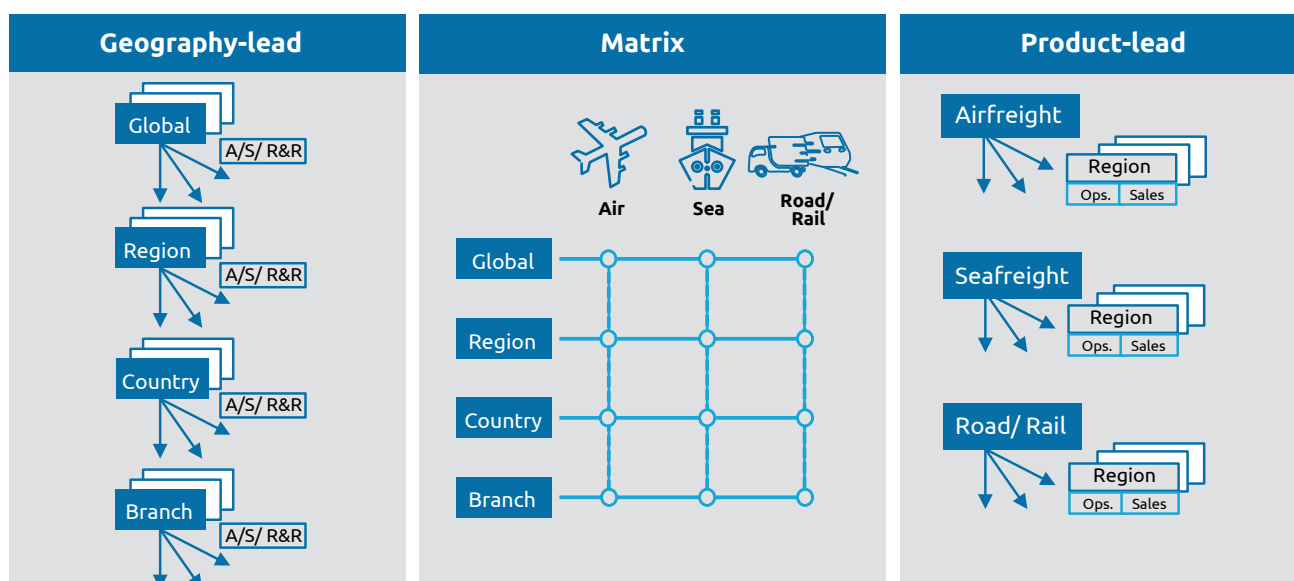 Geography-lead
Global
A/S/ R&R
Region
A/S/ R&R
Country
A/S/ R&R
Branch
A/S/ R&R
Matrix
Air
Sea
Road/
Rail
Global
Region
Country
Branch
Product-lead
Airfreight
Region
Ops.
Sales
Seafreight
Region
Ops.
Sales
Road/ Rail
Region
Ops.
Sales